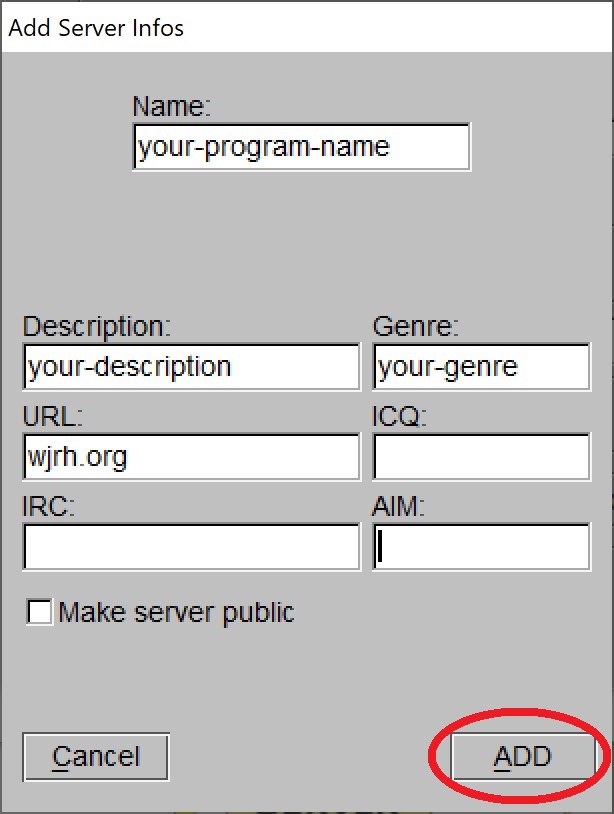 Add Server Infos
Name:
your-program-name
Description:
Genre:
your-description
your-genre
URL:
ICQ:
wjrh.org
IRC:
AIM:
Make server public
Cancel
ADD